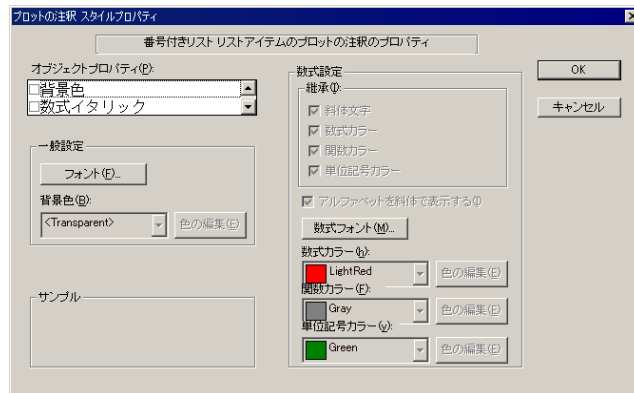 プロットの注釈 スタイルプロパティ
番号付きリスト リストアイテムのプロットの注釈のプロパティ
オブジェクトプロパティ(P):
背景色
数式イタリック
一般設定
フォント(F)...
背景色(B):
<Transparent>
色の編集(E)
サンプル
数式設定
継承(I):
斜体文字
数式カラー
関数カラー
単位記号カラー
アルファベットを斜体で表示する(I)
数式フォント(M)...
数式カラー(h):
LightRed
色の編集(E)
関数カラー(F):
Gray
色の編集(E)
単位記号カラー(y):
Green
色の編集(E)
OK
キャンセル